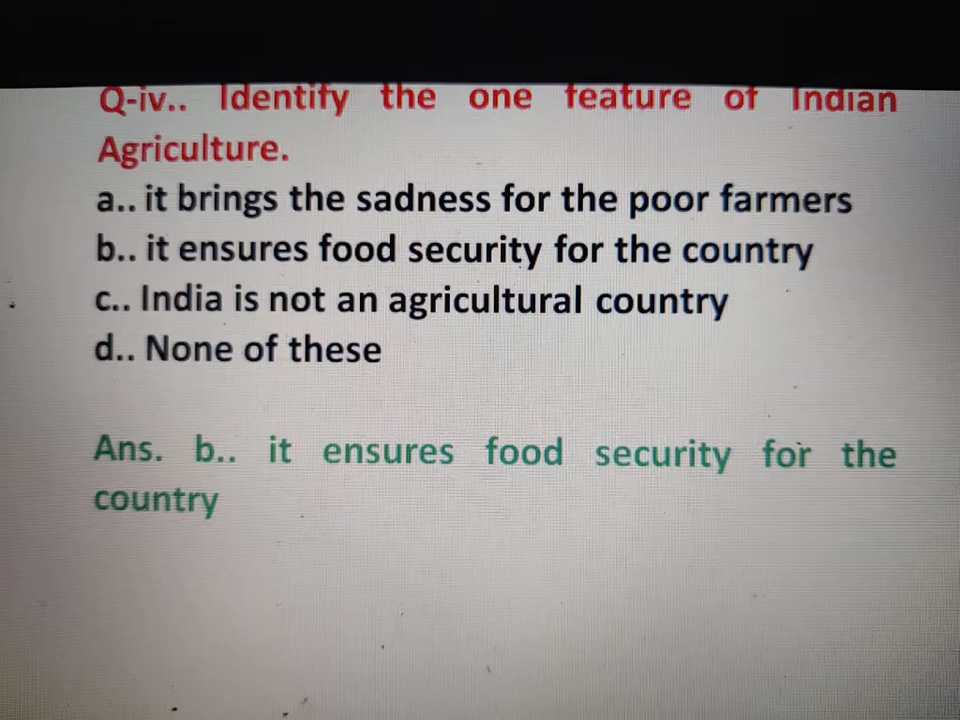 Q-iv.. Identify the one feature of Indian
Agriculture.
a.. it brings the sadness for the poor farmers
b.. it ensures food security for the country
c.. India is not an agricultural country
d.. None of these
Ans. b.. it ensures food security for the
country